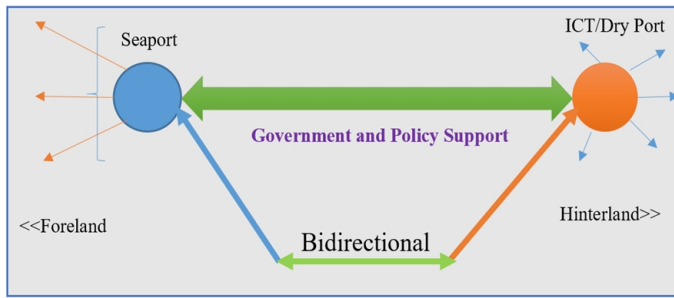 Seaport
ICT/Dry Port
Government and Policy Support
<<Foreland
Hinterland>>
Bidirectional